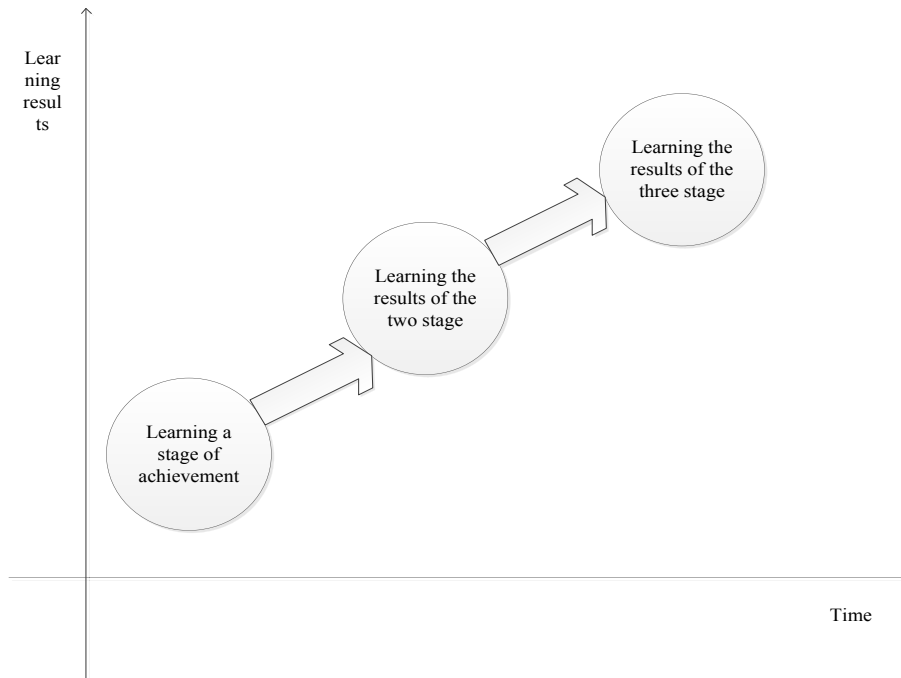 Lear
ning
resul
ts
Learning the
results of the
three stage
Learning the
results of the
two stage
Learning a
stage of
achievement
Time